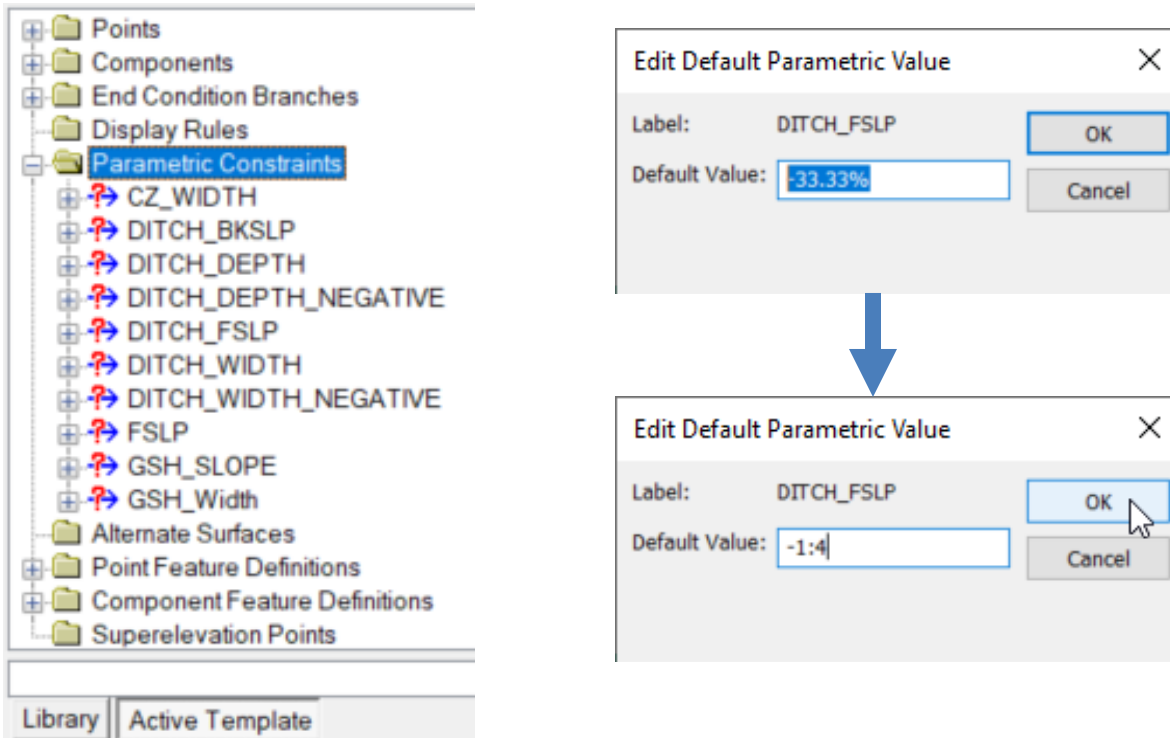 Points
Components
End Condition Branches
Display Rules
Parametric Constraints
CZ_WIDTH
DITCH_BKSLP
DITCH_DEPTH
DITCH_DEPTH_NEGATIVE
DITCH_FSLP
DITCH_WIDTH
DITCH_WIDTH_NEGATIVE
FSLP
GSH_SLOPE
GSH_Width
Alternate Surfaces
Point Feature Definitions
Component Feature Definitions
Superelevation Points
Library Active Template
Edit Default Parametric Value
Label: DITCH_FSLP
OK
Default Value: -33.33%
Cancel
Edit Default Parametric Value
Label: DITCH_FSLP
OK
Default Value: -1:4
Cancel